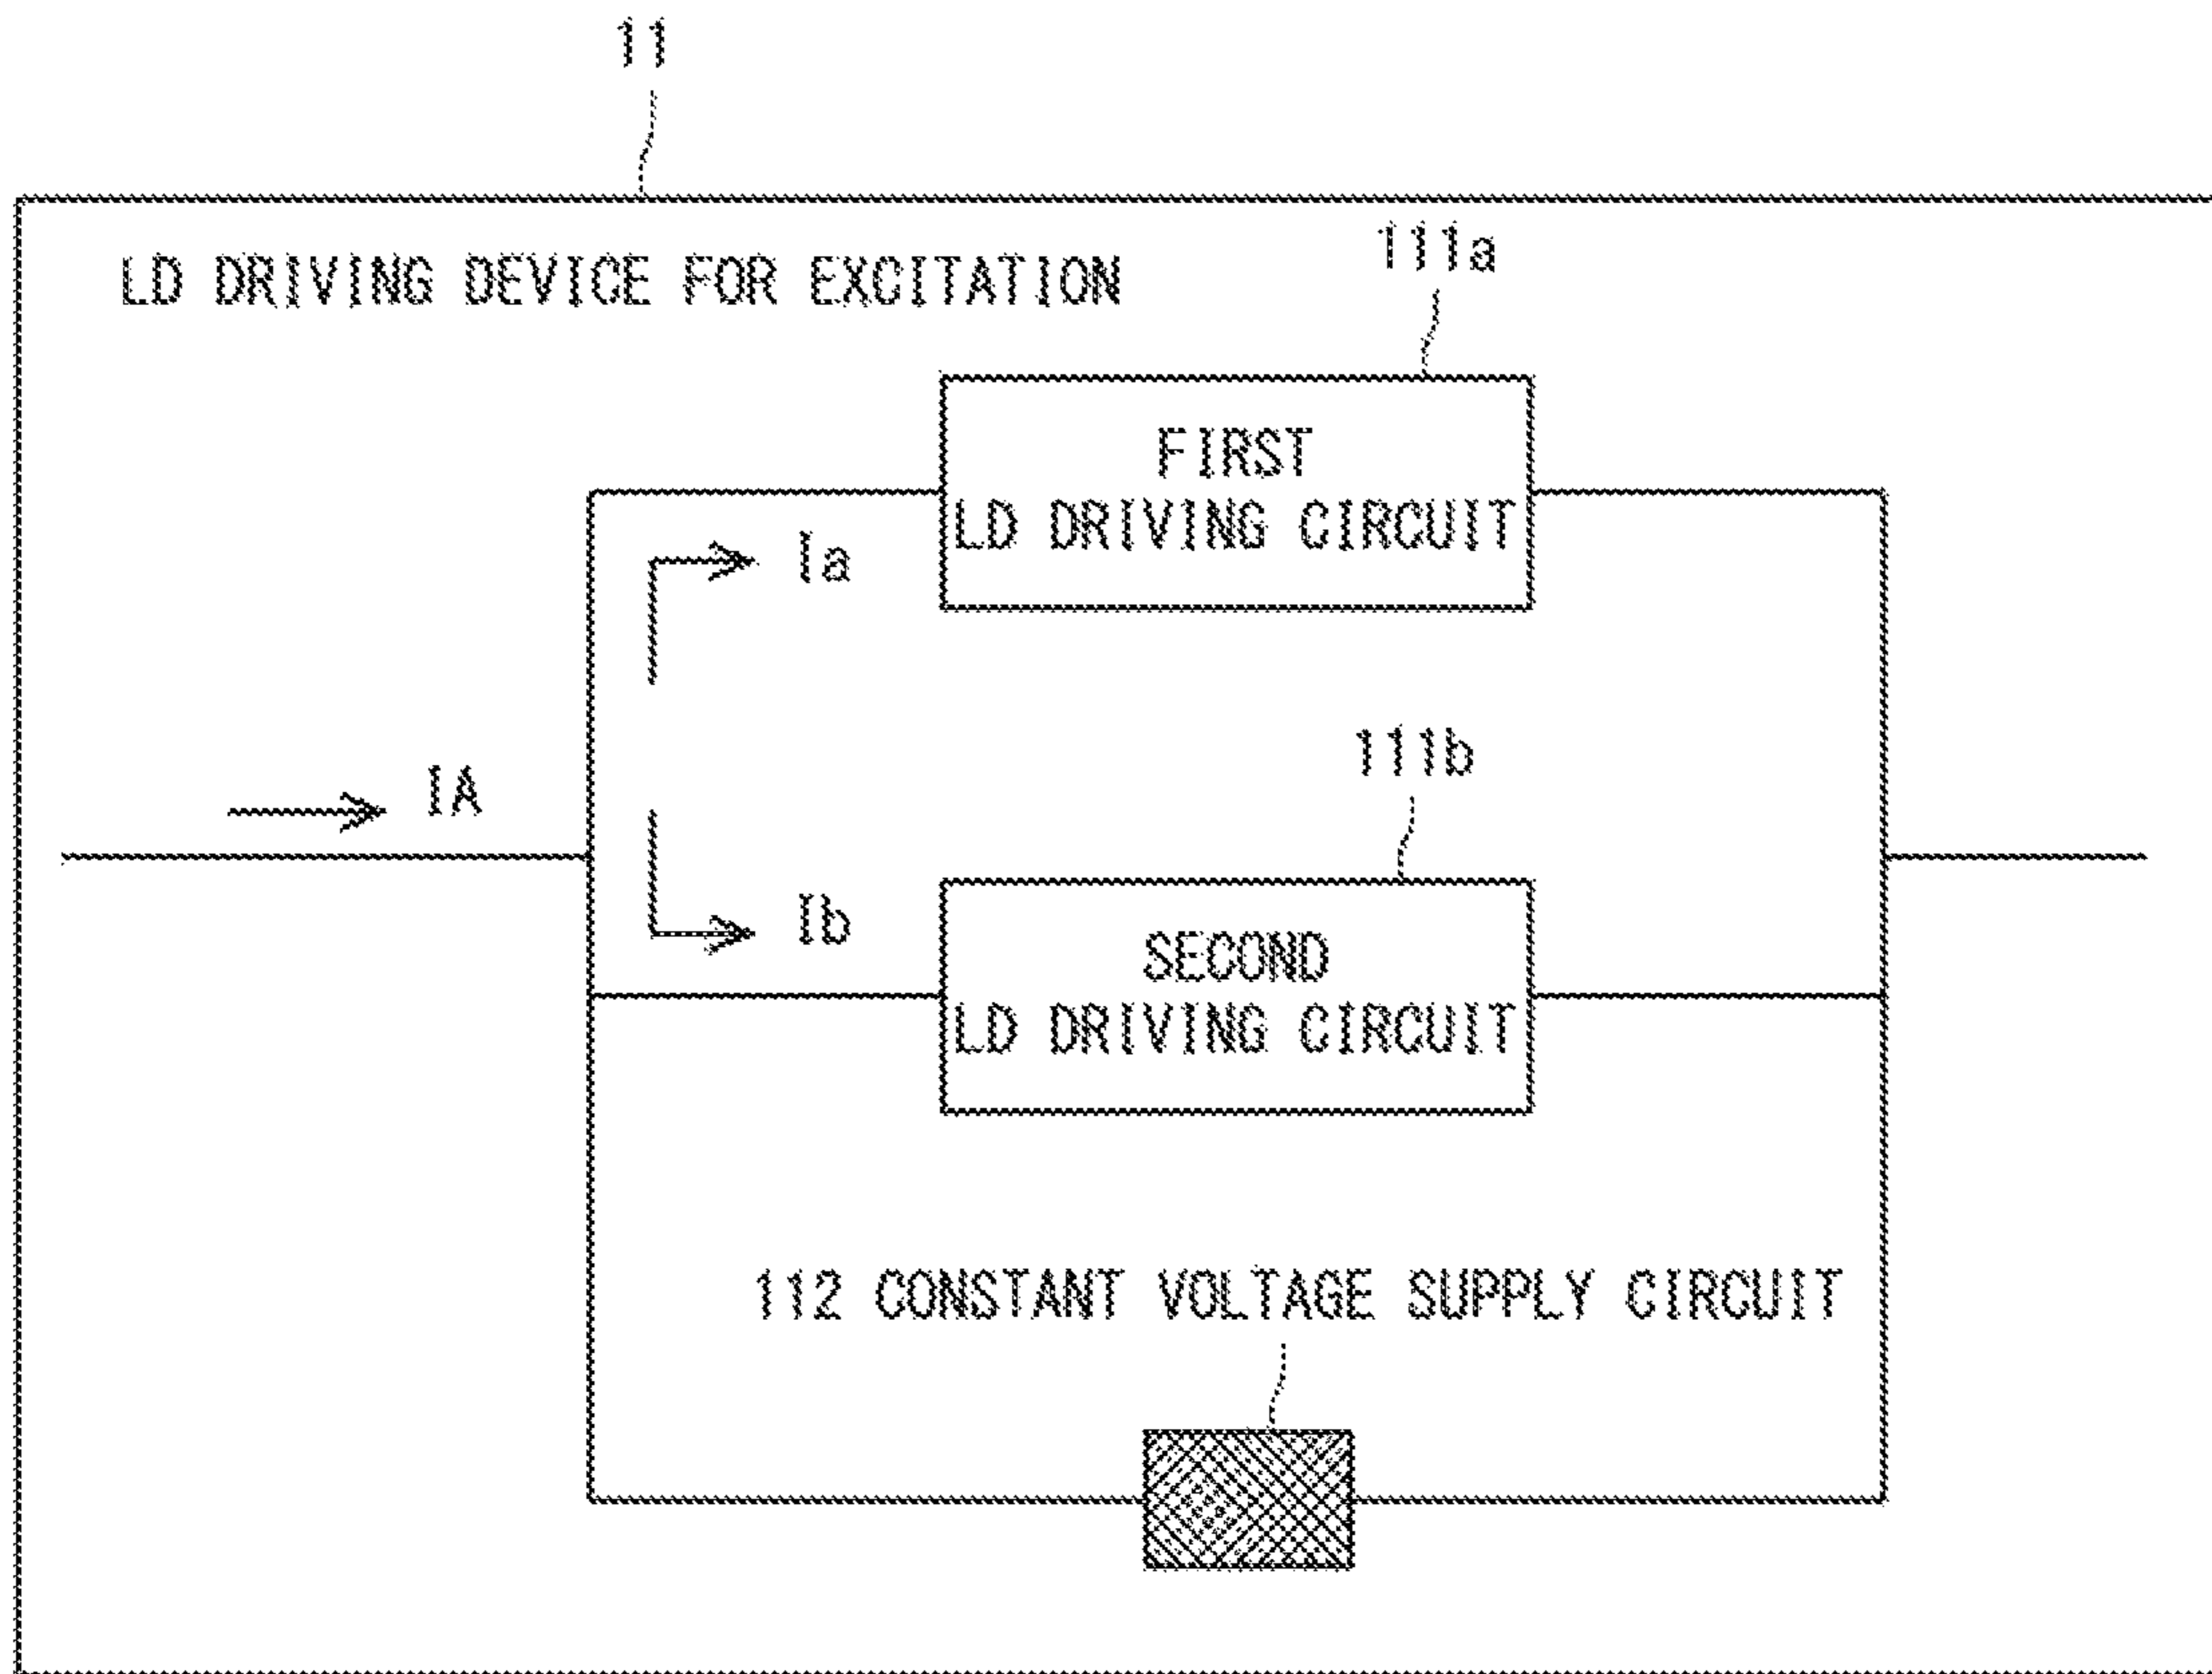 11
LD DRIVING DEVICE FOR EXCITATION
111a
FIRST
LD DRIVING CIRCUIT
Ia
111b
IA
Ib
SECOND
LD DRIVING CIRCUIT
112 CONSTANT VOLTAGE SUPPLY CIRCUIT